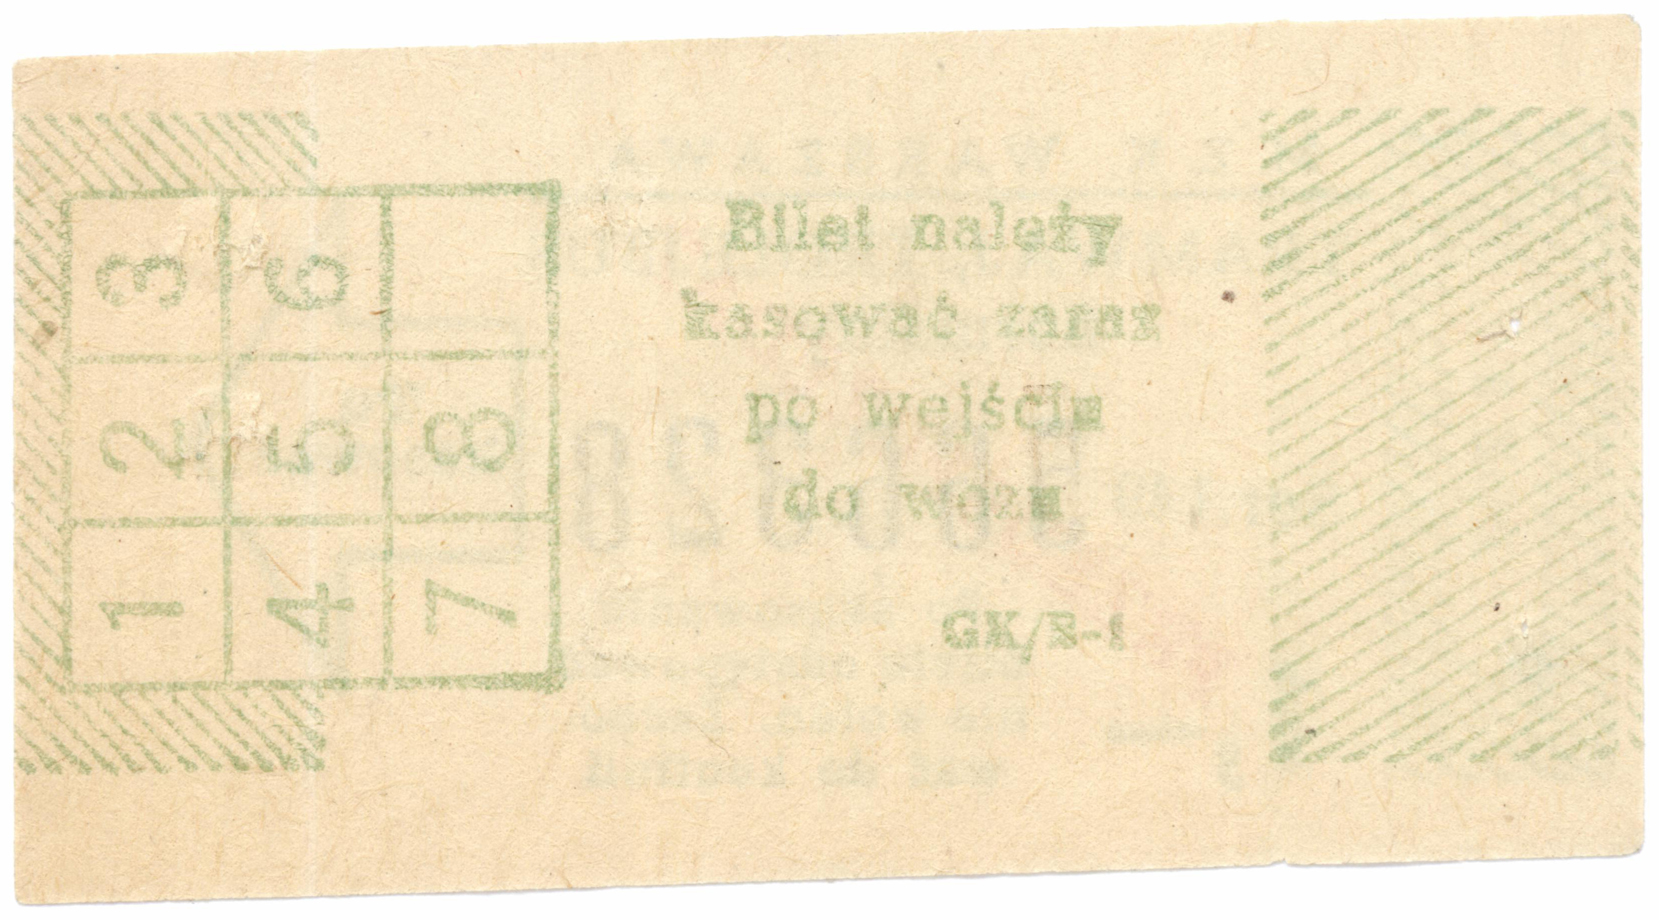 Bilet należy
kasować zaraz
po wejściu
do wozu
GK/E-1
3 6
2 5 8
1 4 7